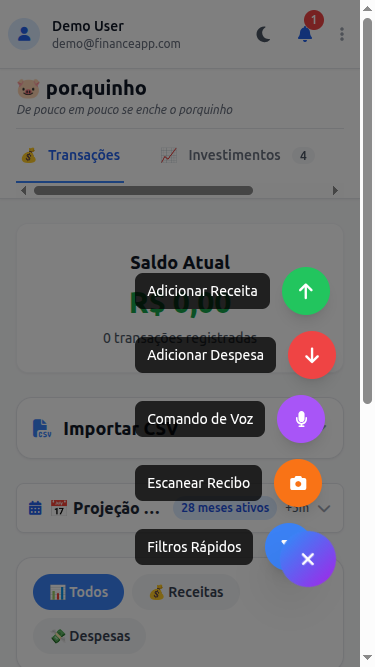 Demo User
demo@financeapp.com
1
🐷 por.quinho
De pouco em pouco se enche o porquinho
💰 Transações
📈 Investimentos 4
Saldo Atual
Adicionar Receita
R$ 0,00
0 transações registradas
Adicionar Despesa
Comando de Voz
CSV Importar CSV
Escanear Recibo
📅 Projeção ... 28 meses ativos +5m
Filtros Rápidos
📊 Todos
💰 Receitas
💸 Despesas